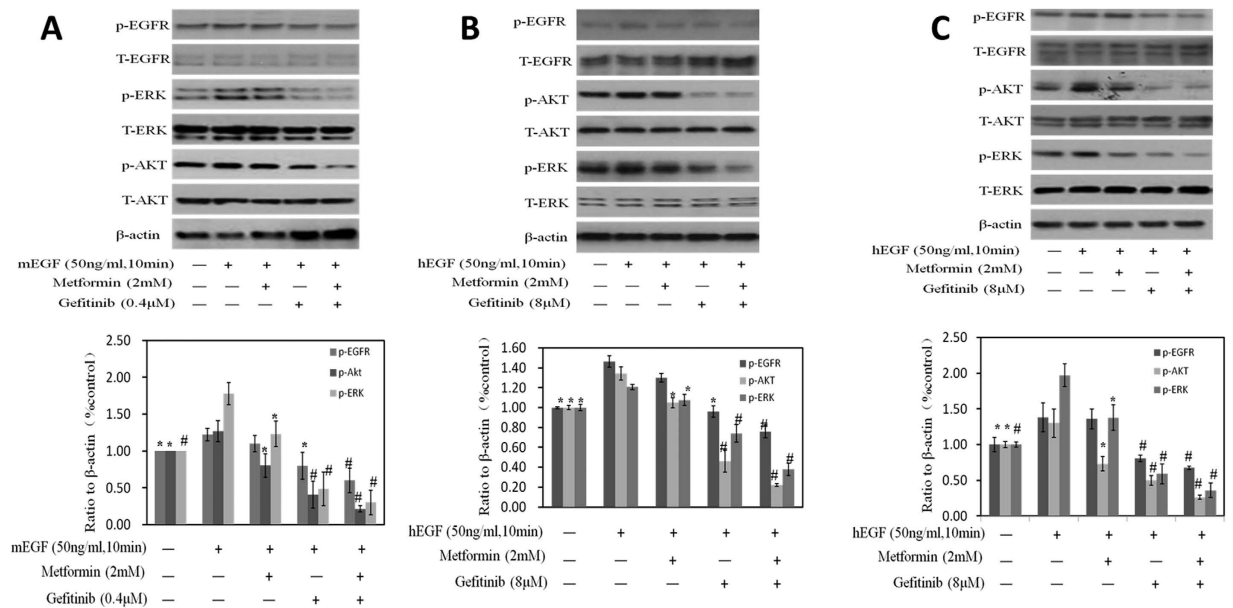 A
p-EGFR
T-EGFR
p-ERK
T-ERK
p-AKT
T-AKT
β-actin
mEGF (50ng/ml,10min) — + + + +
Metformin (2mM) — — + — +
Gefitinib (0.4μM) — — — + +
B
p-EGFR
T-EGFR
p-AKT
T-AKT
p-ERK
T-ERK
β-actin
hEGF (50ng/ml,10min) — + + + +
Metformin (2mM) — — + — +
Gefitinib (8μM) — — — + +
C
p-EGFR
T-EGFR
p-AKT
T-AKT
p-ERK
T-ERK
β-actin
hEGF (50ng/ml,10min) — + + + +
Metformin (2mM) — — + — +
Gefitinib (8μM) — — — + +
Ratio to β-actin（%control）
2.50
2.00
1.50
1.00
0.50
0.00
p-EGFR
p-Akt
p-ERK
* * # * * * # # # # #
mEGF (50ng/ml,10min) — + + + +
Metformin (2mM) — — + — +
Gefitinib (0.4μM) — — — + +
Ratio to β-actin（%control）
1.60
1.40
1.20
1.00
0.80
0.60
0.40
0.20
0.00
p-EGFR
p-AKT
p-ERK
* * * * * * # # # # #
hEGF (50ng/ml,10min) — + + + +
Metformin (2mM) — — + — +
Gefitinib (8μM) — — — + +
Ratio to β-actin（%control）
2.50
2.00
1.50
1.00
0.50
0.00
p-EGFR
p-AKT
p-ERK
* * # * * # # # # # #
hEGF (50ng/ml,10min) — + + + +
Metformin (2mM) — — + — +
Gefitinib (8μM) — — — + +